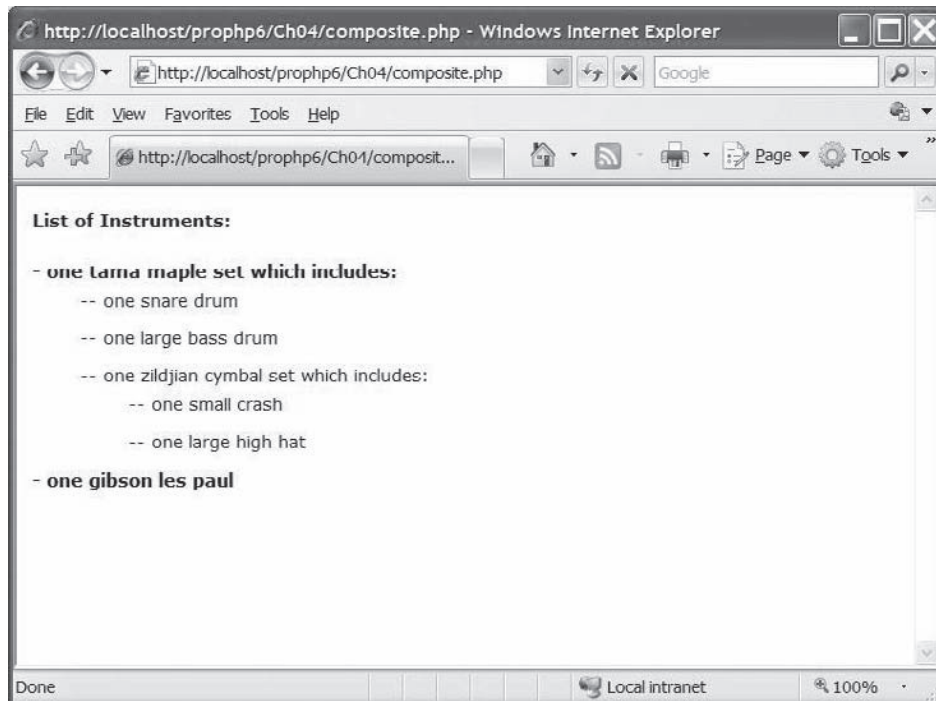 http://localhost/prophp6/Ch04/composite.php - Windows Internet Explorer
http://localhost/prophp6/Ch04/composite.php Google
File Edit View Favorites Tools Help
http://localhost/prophp6/Ch04/composit... Page Tools
List of Instruments:
- one tama maple set which includes:
-- one snare drum
-- one large bass drum
-- one zildjian cymbal set which includes:
-- one small crash
-- one large high hat
- one gibson les paul
Done Local intranet 100%